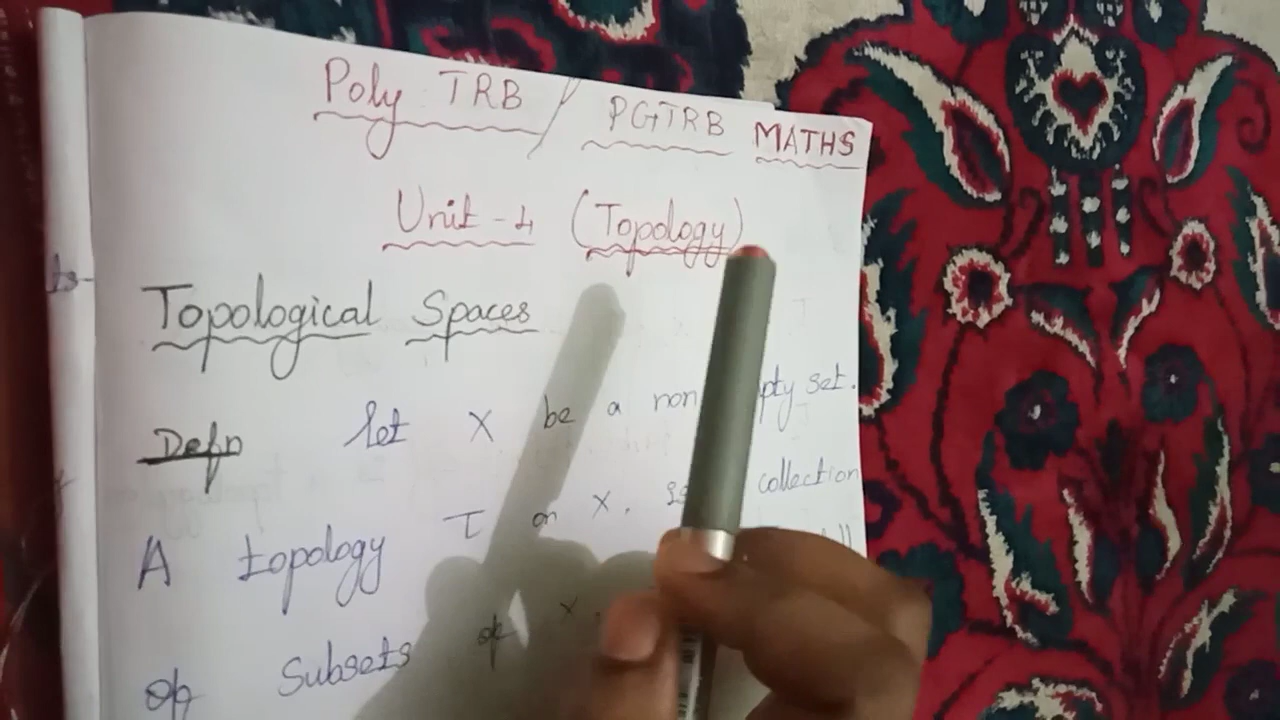 Poly TRB / PGTRB MATHS
Unit - 4 (Topology)
Topological Spaces
Defn Let X be a non pty set.
A topology τ on X. is collection
of Subsets of X.